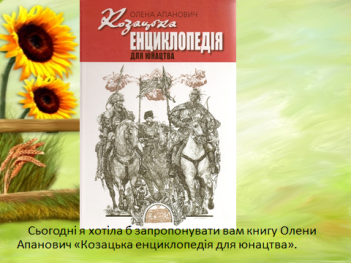 ОЛЕНА АПАНОВИЧ
Козацька
ЕНЦИКЛОПЕДІЯ
ДЛЯ ЮНАЦТВА
Сьогодні я хотіла б запропонувати вам книгу Олени
Апанович «Козацька енциклопедія для юнацтва».